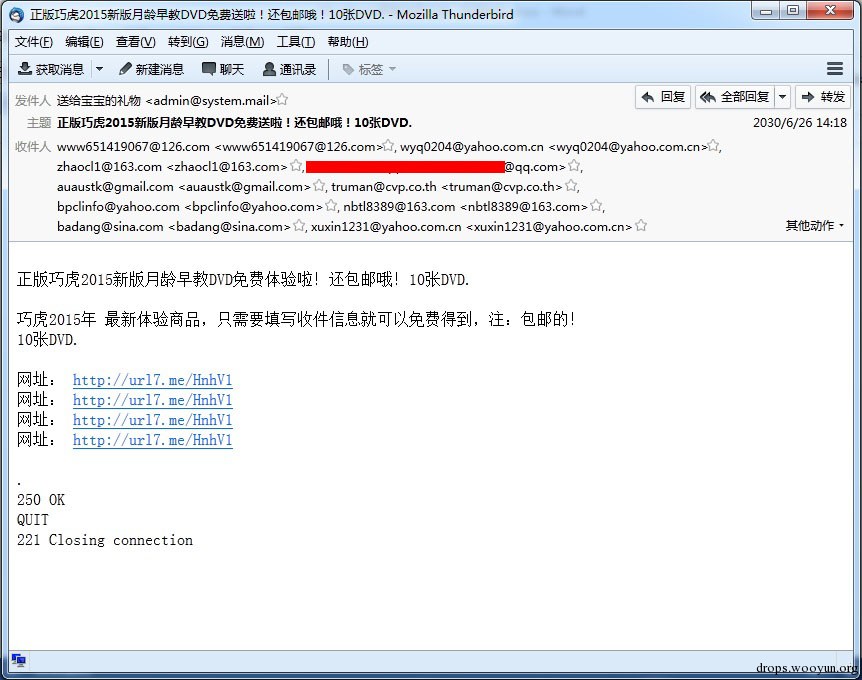 正版巧虎2015新版月龄早教DVD免费送啦！还包邮哦！10张DVD. - Mozilla Thunderbird
文件(F) 编辑(E) 查看(V) 转到(G) 消息(M) 工具(T) 帮助(H)
获取消息 新建消息 聊天 通讯录 标签
发件人 送给宝宝的礼物 <admin@system.mail> 回复 全部回复 转发
主题 正版巧虎2015新版月龄早教DVD免费送啦！还包邮哦！10张DVD. 2030/6/26 14:18
收件人 www651419067@126.com <www651419067@126.com>, wyq0204@yahoo.com.cn <wyq0204@yahoo.com.cn>,
zhaocl1@163.com <zhaocl1@163.com>, @qq.com>,
auaustk@gmail.com <auaustk@gmail.com>, truman@cvp.co.th <truman@cvp.co.th>,
bpclinfo@yahoo.com <bpclinfo@yahoo.com>, nbtl8389@163.com <nbtl8389@163.com>,
badang@sina.com <badang@sina.com>, xuxin1231@yahoo.com.cn <xuxin1231@yahoo.com.cn> 其他动作
正版巧虎2015新版月龄早教DVD免费体验啦！还包邮哦！10张DVD.
巧虎2015年 最新体验商品，只需要填写收件信息就可以免费得到，注：包邮的！
10张DVD.
网址： http://url7.me/HnhV1
网址： http://url7.me/HnhV1
网址： http://url7.me/HnhV1
网址： http://url7.me/HnhV1
.
250 OK
QUIT
221 Closing connection
drops.wooyun.org